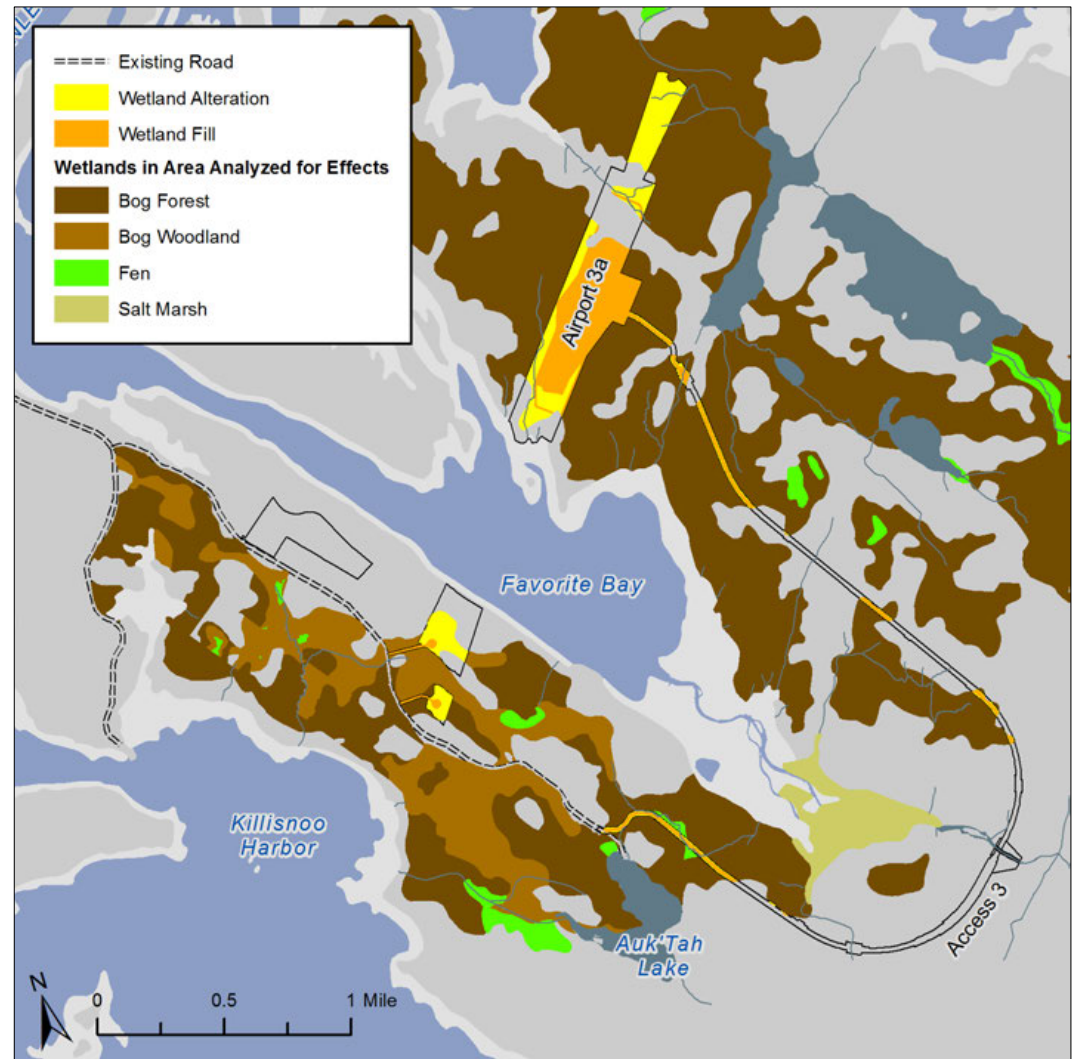 NLE
Existing Road
Wetland Alteration
Wetland Fill
Wetlands in Area Analyzed for Effects
Bog Forest
Bog Woodland
Fen
Salt Marsh
Airport 3a
Favorite Bay
Killisnoo
Harbor
Auk'Tah
Lake
Access 3
N
0 0.5 1 Mile